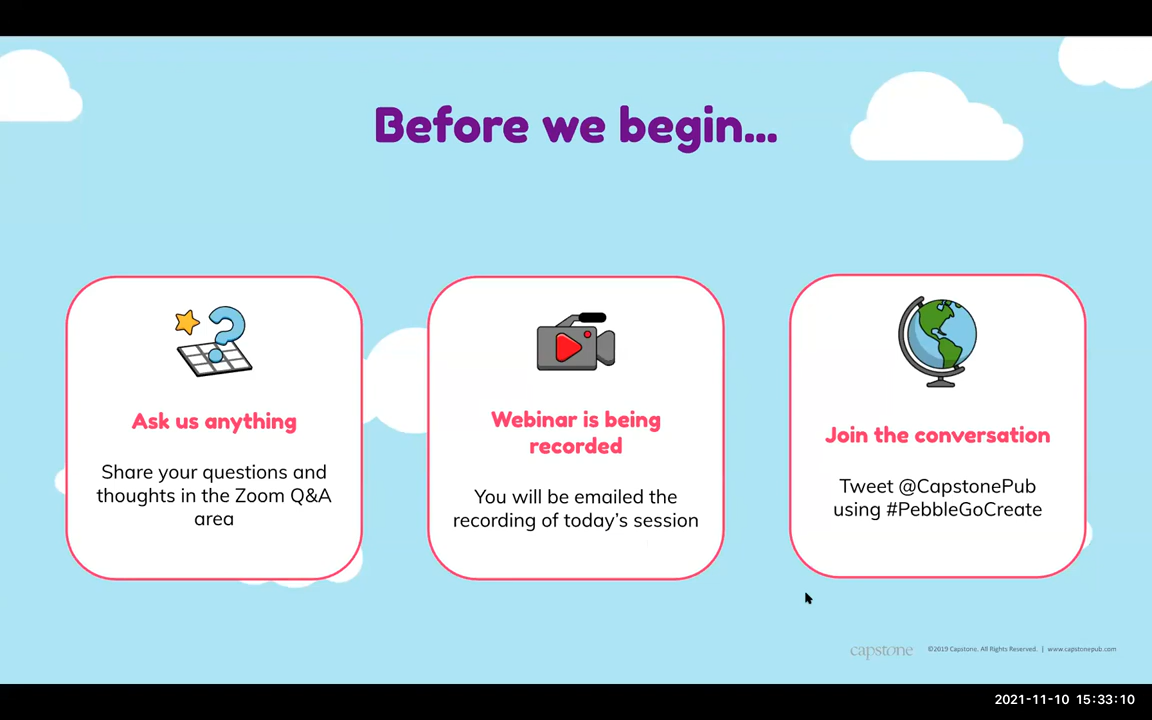 Before we begin...
Ask us anything
Share your questions and
thoughts in the Zoom Q&A
area
Webinar is being
recorded
You will be emailed the
recording of today's session
Join the conversation
Tweet @CapstonePub
using #PebbleGoCreate
capstone
©2019 Capstone. All Rights Reserved. | www.capstonepub.com
2021-11-10 15:33:10